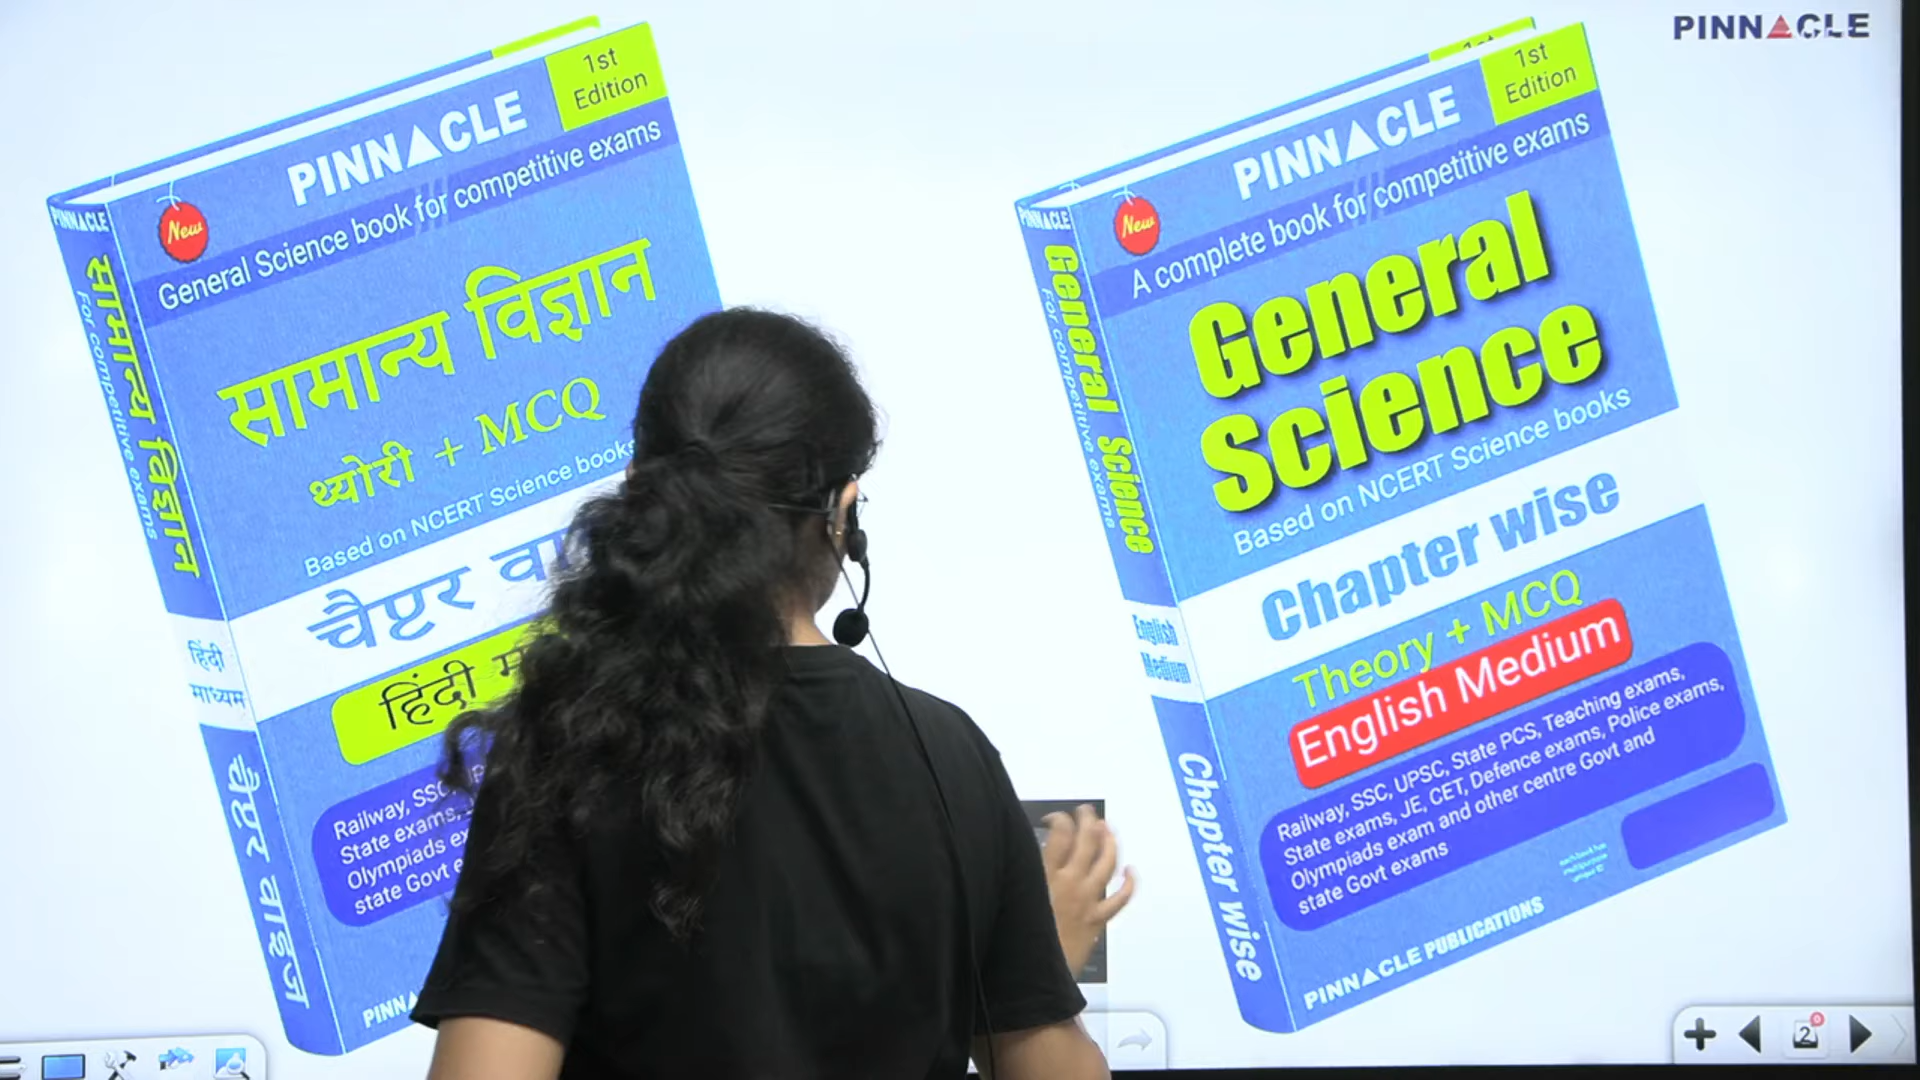 PINNACLE
1st
Edition
PINNACLE
New
General Science book for competitive exams
सामान्य विज्ञान
थ्योरी + MCQ
Based on NCERT Science books
चैप्टर
हिंदी
Railway,
State exams,
Olympiads
state Govt
PINNACLE
सामान्य विज्ञान
For competitive exams
हिंदी
माध्यम
चैप्टर वाइज
1st
1st
Edition
PINNACLE
New
A complete book for competitive exams
General
Science
Based on NCERT Science books
Chapter wise
Theory + MCQ
English Medium
Railway, SSC, UPSC, State PCS, Teaching exams,
State exams, JE, CET, Defence exams, Police exams,
Olympiads exam and other centre Govt and
state Govt exams
PINNACLE PUBLICATIONS
PINNACLE
General Science
For competitive exams
English
Medium
Chapter wise
2